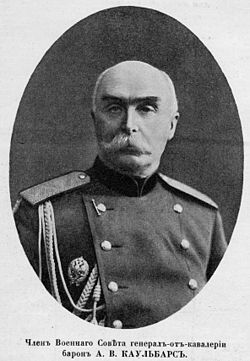 Членъ Военнаго Совѣта генералъ-отъ-кавалеріи
баронъ А. В. КАУЛЬБАРСЪ.